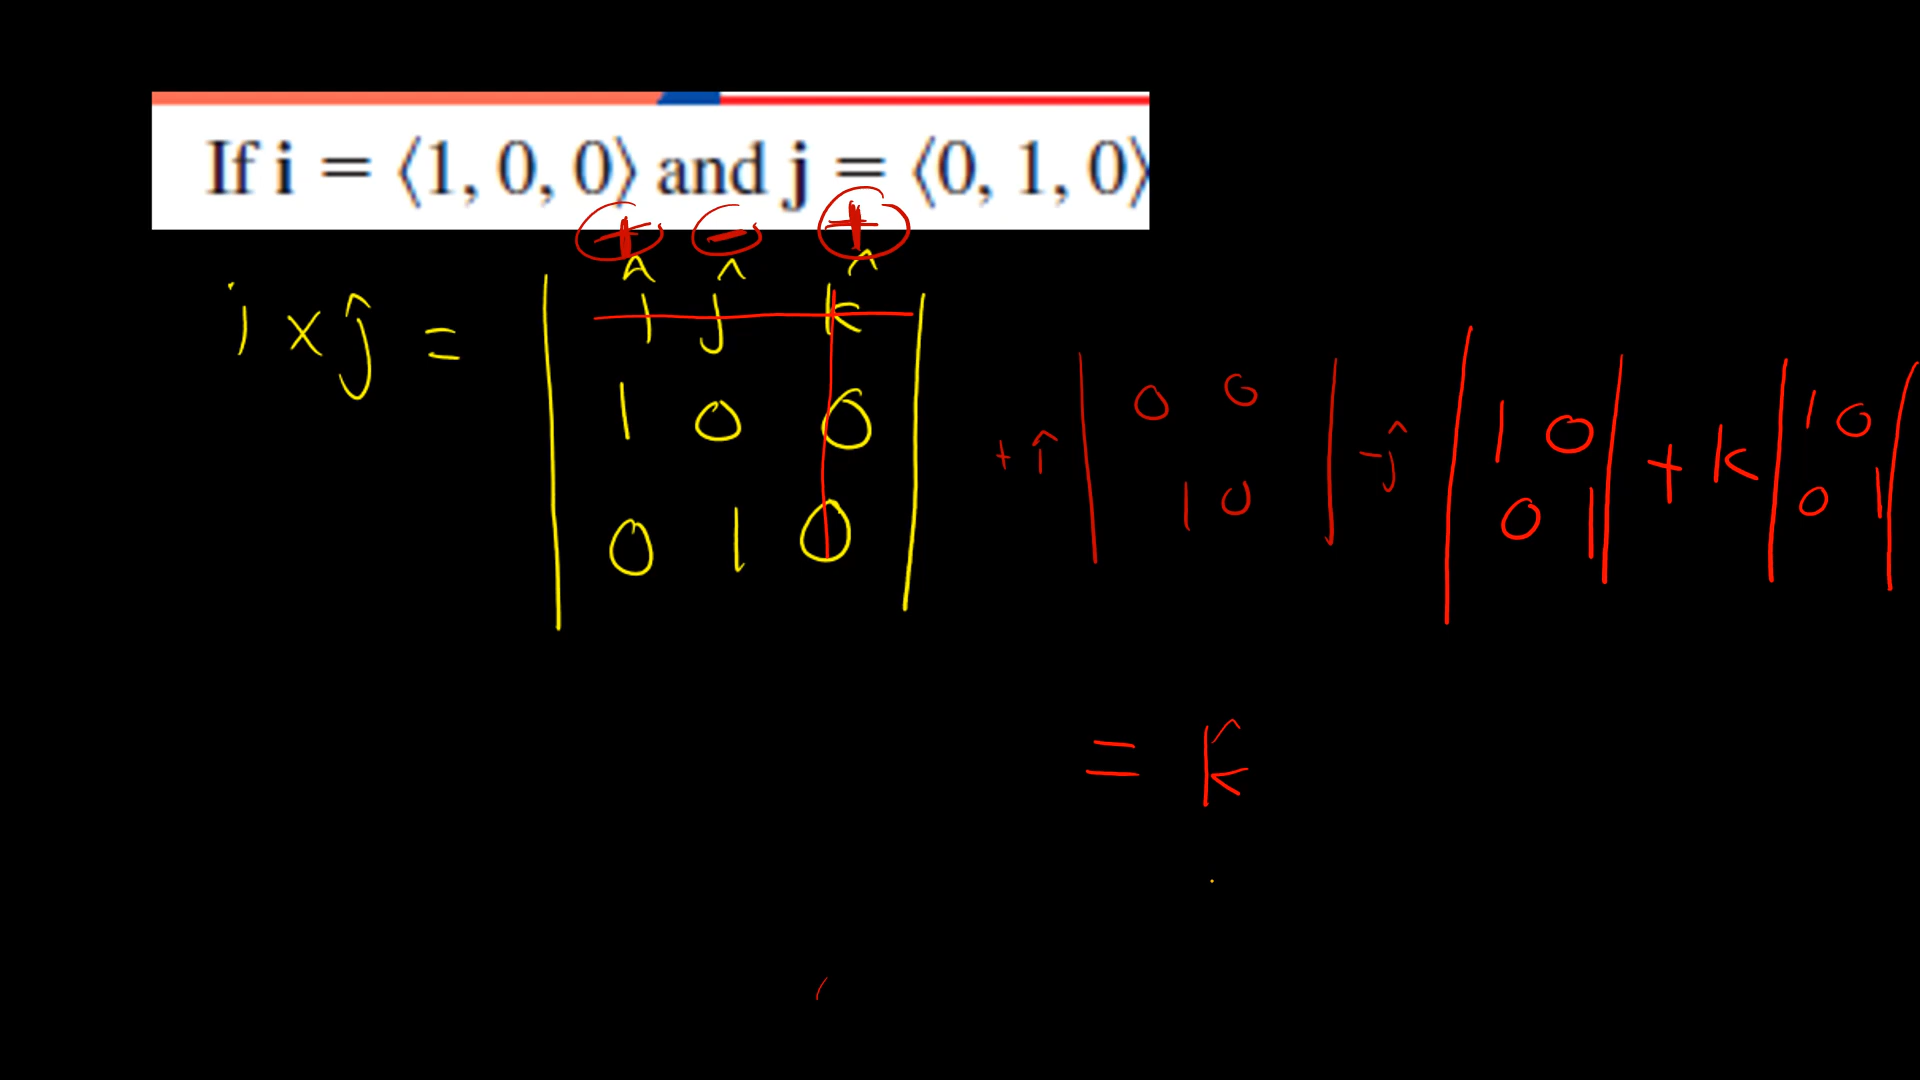 If i = ⟨1, 0, 0⟩ and j = ⟨0, 1, 0⟩
+ − +
i × ĵ = | î ĵ k̂ |
| 1 0 0 |
| 0 1 0 |
+ î | 0 0 | − ĵ | 1 0 | + k | 1 0 |
| 1 0 | | 0 1 | | 0 1 |
= k̂